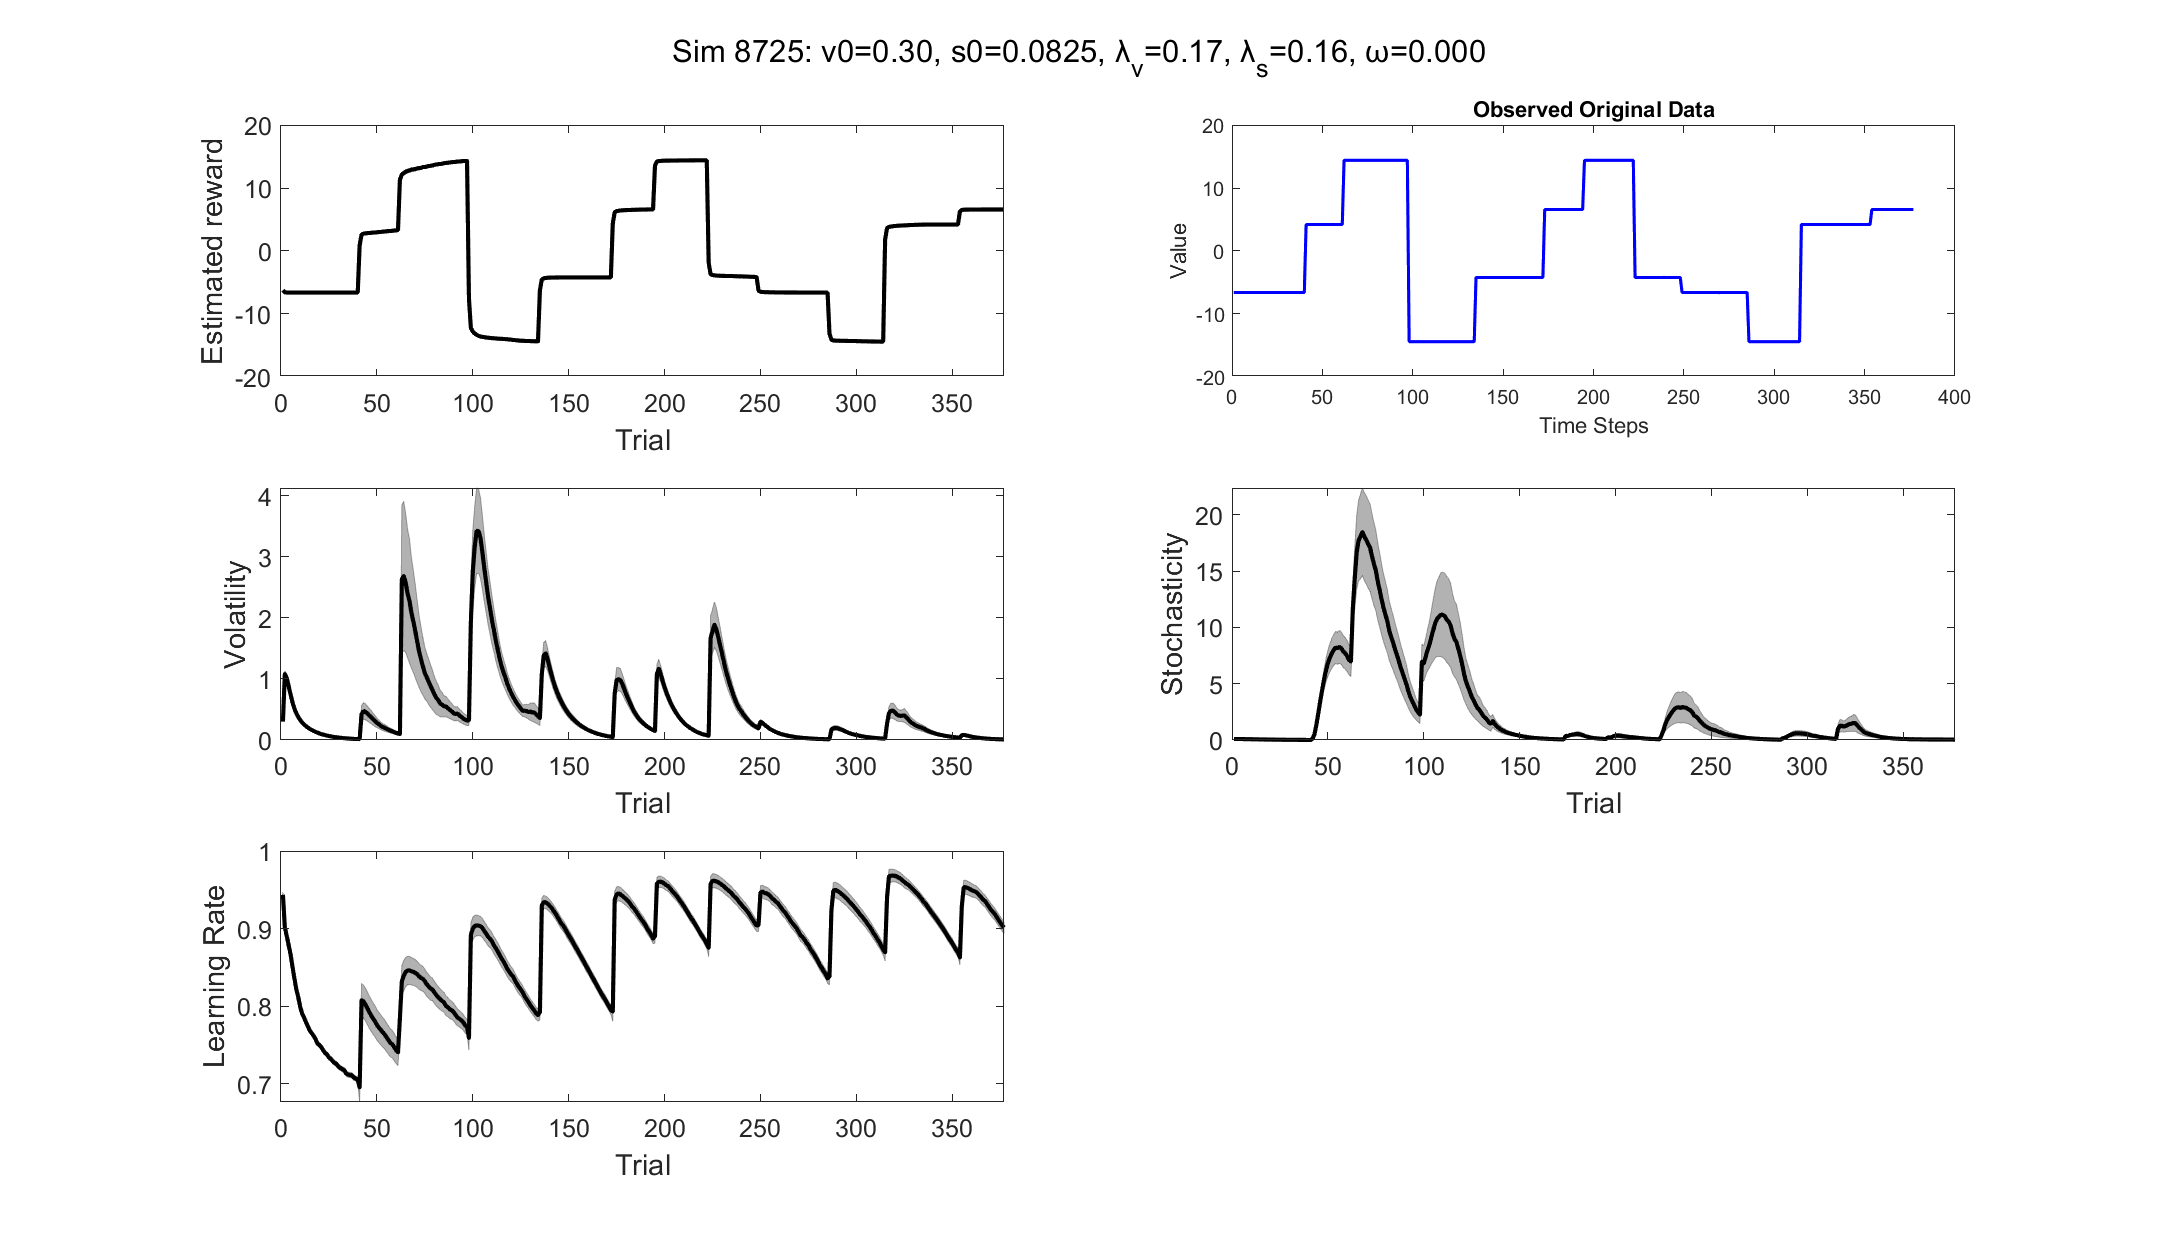 Sim 8725: v0=0.30, s0=0.0825, λv=0.17, λs=0.16, ω=0.000
Estimated reward
20
10
0
-10
-20
0 50 100 150 200 250 300 350
Trial
Observed Original Data
Value
20
10
0
-10
-20
0 50 100 150 200 250 300 350 400
Time Steps
Volatility
4
3
2
1
0
0 50 100 150 200 250 300 350
Trial
Stochasticity
20
15
10
5
0
0 50 100 150 200 250 300 350
Trial
Learning Rate
1
0.9
0.8
0.7
0 50 100 150 200 250 300 350
Trial